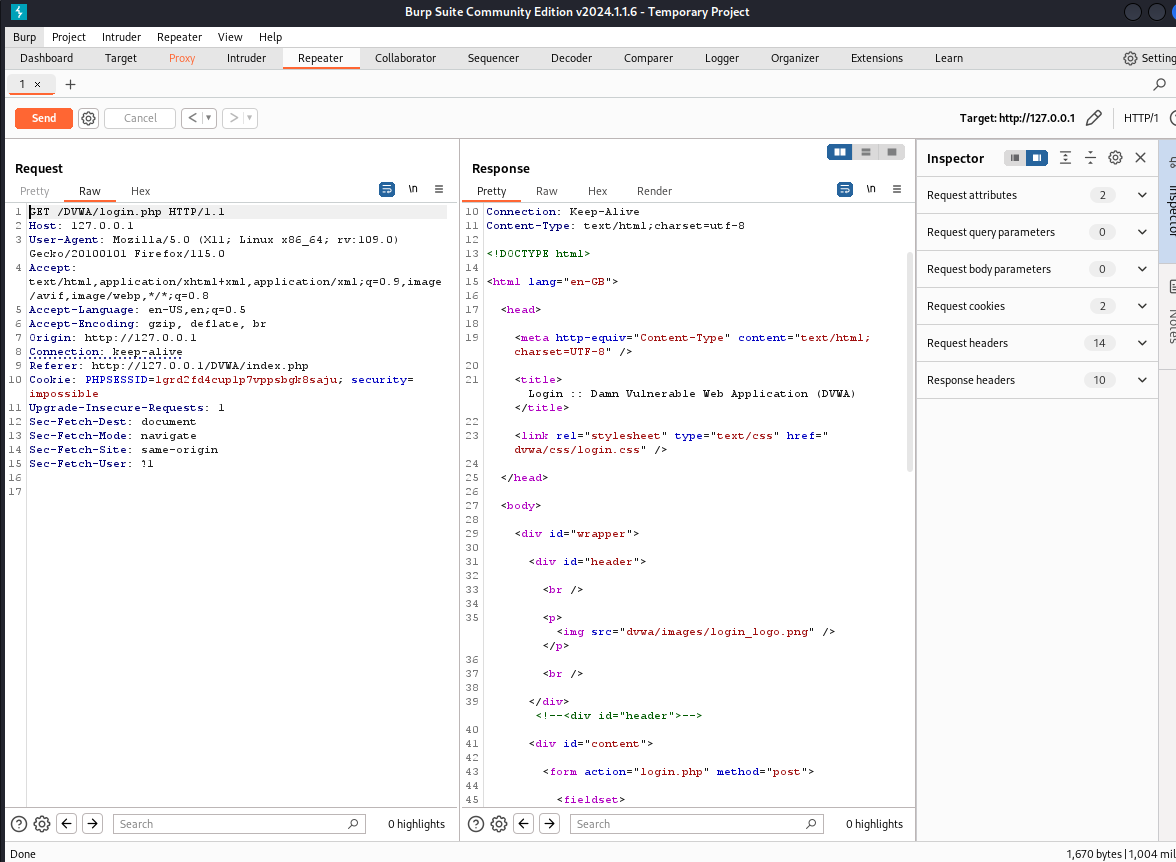 Burp Suite Community Edition v2024.1.1.6 - Temporary Project
Burp Project Intruder Repeater View Help
Dashboard Target Proxy Intruder Repeater Collaborator Sequencer Decoder Comparer Logger Organizer Extensions Learn Setting
1 × +
Send Cancel < > Target: http://127.0.0.1 HTTP/1
Request
Pretty Raw Hex \n
1 GET /DVWA/login.php HTTP/1.1
2 Host: 127.0.0.1
3 User-Agent: Mozilla/5.0 (X11; Linux x86_64; rv:109.0)
Gecko/20100101 Firefox/115.0
4 Accept:
text/html,application/xhtml+xml,application/xml;q=0.9,image
/avif,image/webp,*/*;q=0.8
5 Accept-Language: en-US,en;q=0.5
6 Accept-Encoding: gzip, deflate, br
7 Origin: http://127.0.0.1
8 Connection: keep-alive
9 Referer: http://127.0.0.1/DVWA/index.php
10 Cookie: PHPSESSID=lgrd2fd4cuplp7vppsbgk8saju; security=
impossible
11 Upgrade-Insecure-Requests: 1
12 Sec-Fetch-Dest: document
13 Sec-Fetch-Mode: navigate
14 Sec-Fetch-Site: same-origin
15 Sec-Fetch-User: ?1
16
17
Search 0 highlights
Response
Pretty Raw Hex Render \n
10 Connection: Keep-Alive
11 Content-Type: text/html;charset=utf-8
12
13 <!DOCTYPE html>
14
15 <html lang="en-GB">
16
17 <head>
18
19 <meta http-equiv="Content-Type" content="text/html;
charset=UTF-8" />
20
21 <title>
Login :: Damn Vulnerable Web Application (DVWA)
</title>
22
23 <link rel="stylesheet" type="text/css" href="
dvwa/css/login.css" />
24
25 </head>
26
27 <body>
28
29 <div id="wrapper">
30
31 <div id="header">
32
33 <br />
34
35 <p>
<img src="dvwa/images/login_logo.png" />
</p>
36
37 <br />
38
39 </div>
<!--<div id="header">-->
40
41 <div id="content">
42
43 <form action="login.php" method="post">
44
45 <fieldset>
Search 0 highlights
Inspector
Request attributes 2
Request query parameters 0
Request body parameters 0
Request cookies 2
Request headers 14
Response headers 10
Inspector
Notes
Done 1,670 bytes | 1,004 mil